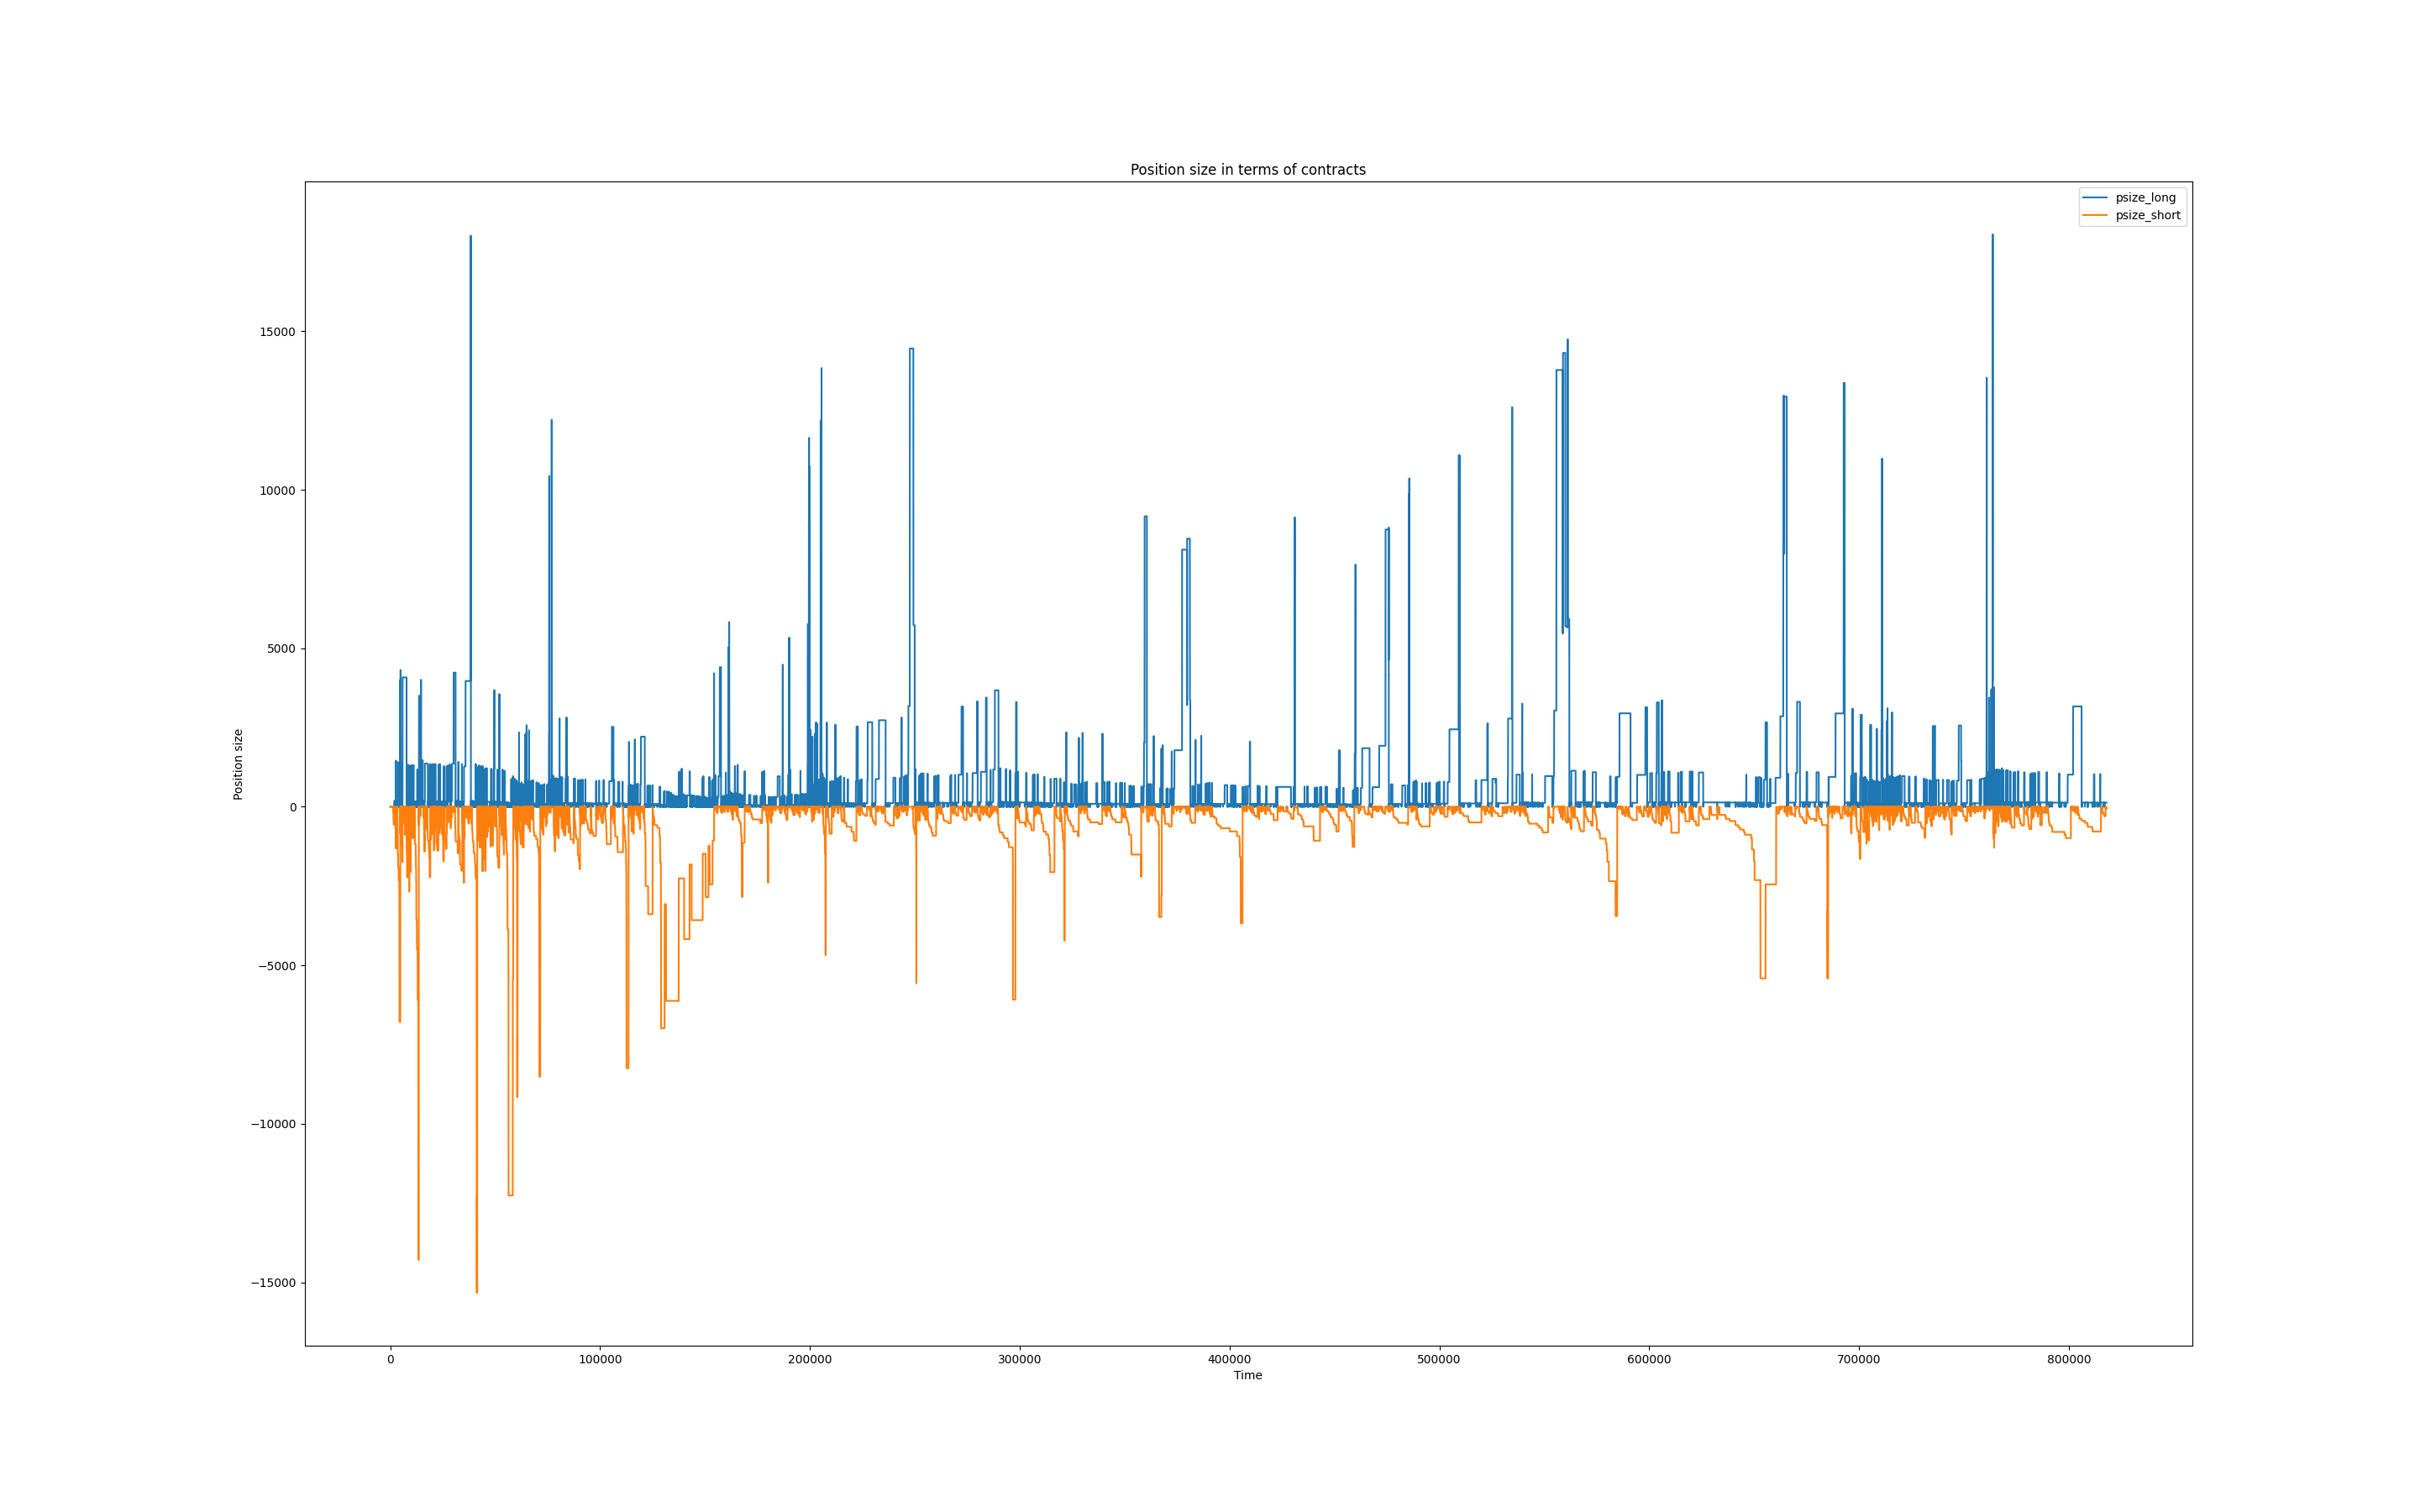 Position size in terms of contracts
psize_long
psize_short
15000
10000
5000
0
−5000
−10000
−15000
Position size
0 100000 200000 300000 400000 500000 600000 700000 800000
Time